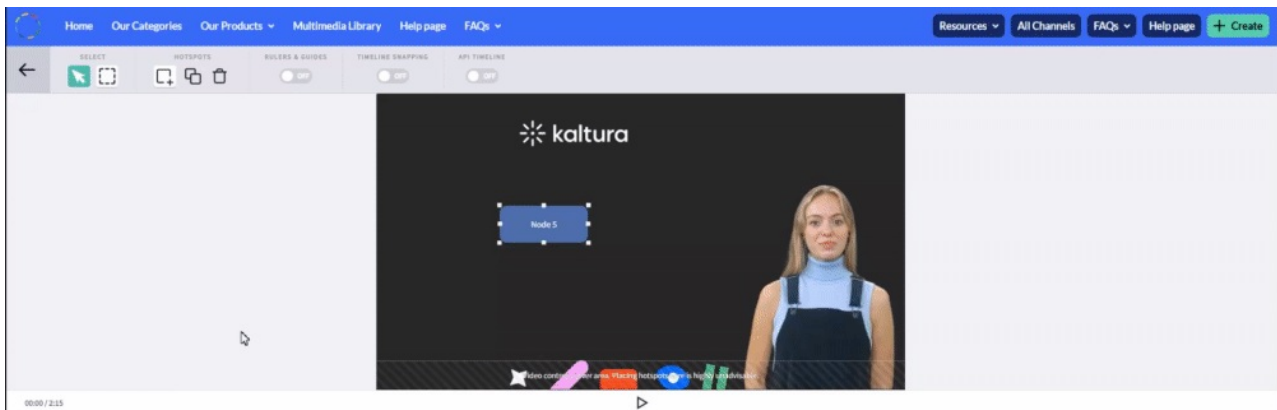 Home Our Categories Our Products Multimedia Library Help page FAQs Resources All Channels FAQs Help page + Create
SELECT HOTSPOTS RULERS & GUIDES TIMELINE SNAPPING API TIMELINE
OFF OFF OFF
kaltura
Node 5
area. Placing hotspots is highly unadvisable
00:00 / 2:15